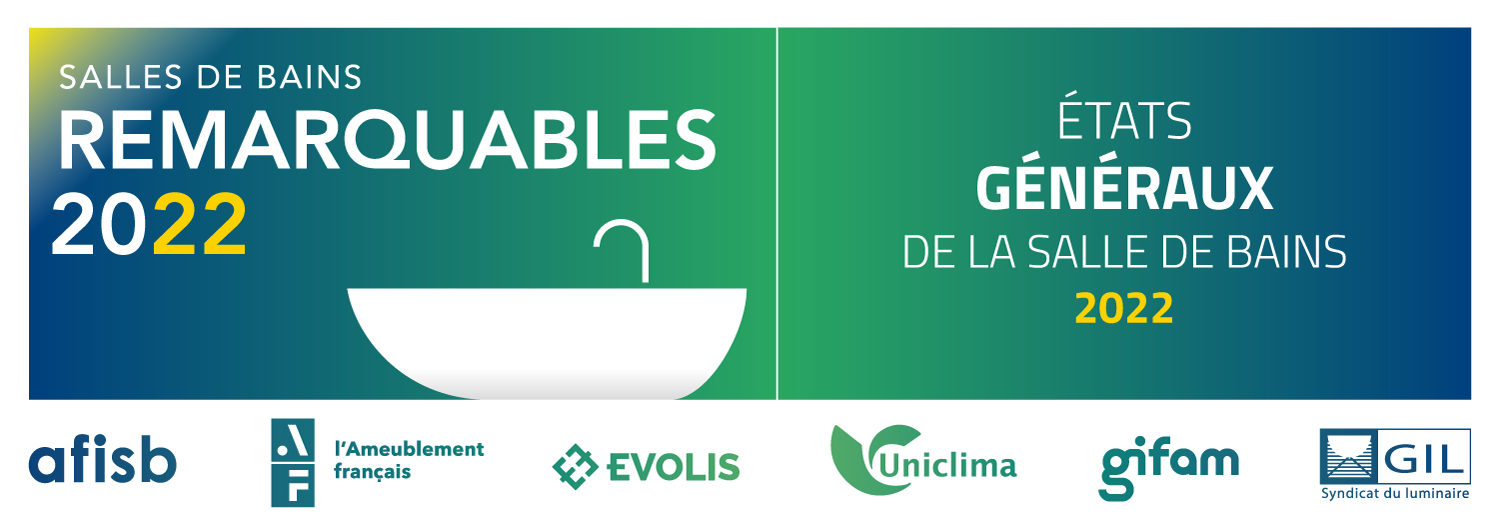 SALLES DE BAINS
REMARQUABLES
2022
ÉTATS
GÉNÉRAUX
DE LA SALLE DE BAINS
2022
afisb
AF
l'Ameublement
français
EVOLIS
Uniclima
gifam
GIL
Syndicat du luminaire